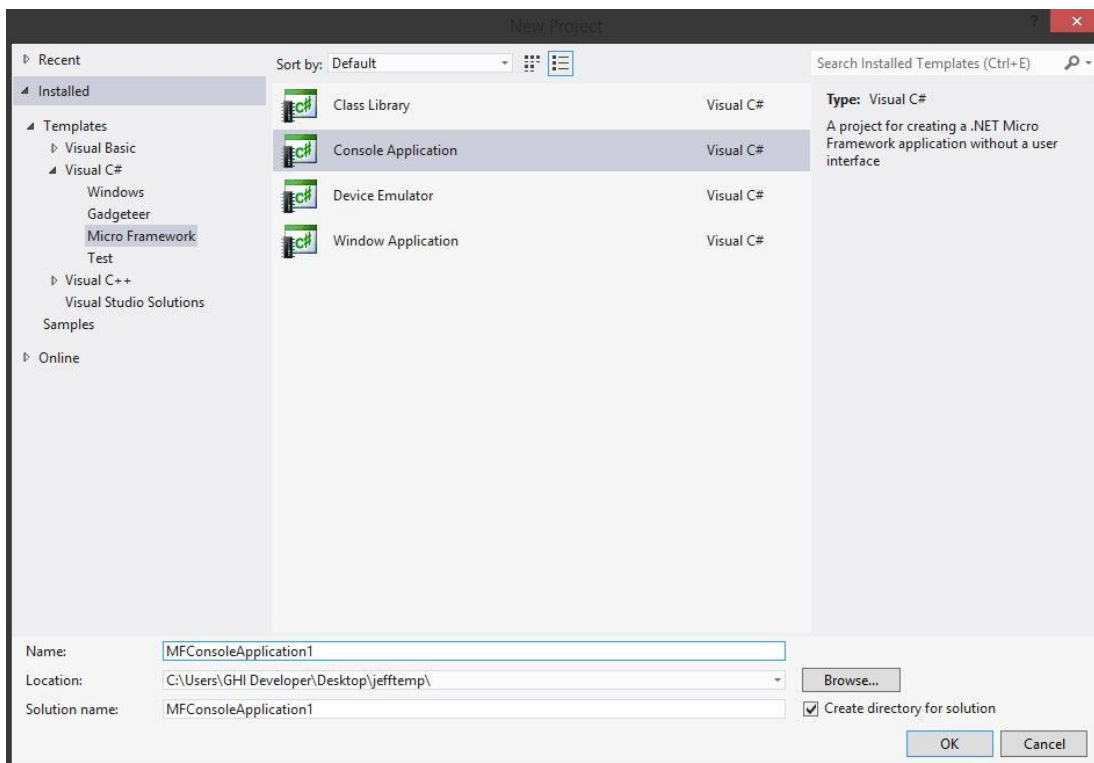 New Project
?
Recent
Installed
Templates
Visual Basic
Visual C#
Windows
Gadgeteer
Micro Framework
Test
Visual C++
Visual Studio Solutions
Samples
Online
Sort by: Default
C# Class Library Visual C#
C# Console Application Visual C#
C# Device Emulator Visual C#
C# Window Application Visual C#
Search Installed Templates (Ctrl+E)
Type: Visual C#
A project for creating a .NET Micro
Framework application without a user
interface
Name: MFConsoleApplication1
Location: C:\Users\GHI Developer\Desktop\jefftemp\
Browse...
Solution name: MFConsoleApplication1
Create directory for solution
OK Cancel